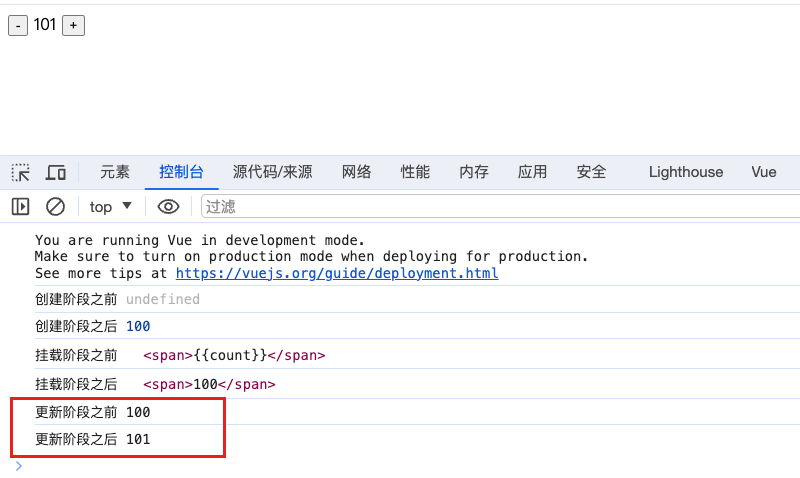 - 101 +
元素 控制台 源代码/来源 网络 性能 内存 应用 安全 Lighthouse Vue
top ▼ 过滤
You are running Vue in development mode.
Make sure to turn on production mode when deploying for production.
See more tips at https://vuejs.org/guide/deployment.html
创建阶段之前 undefined
创建阶段之后 100
挂载阶段之前 <span>{{count}}</span>
挂载阶段之后 <span>100</span>
更新阶段之前 100
更新阶段之后 101
>